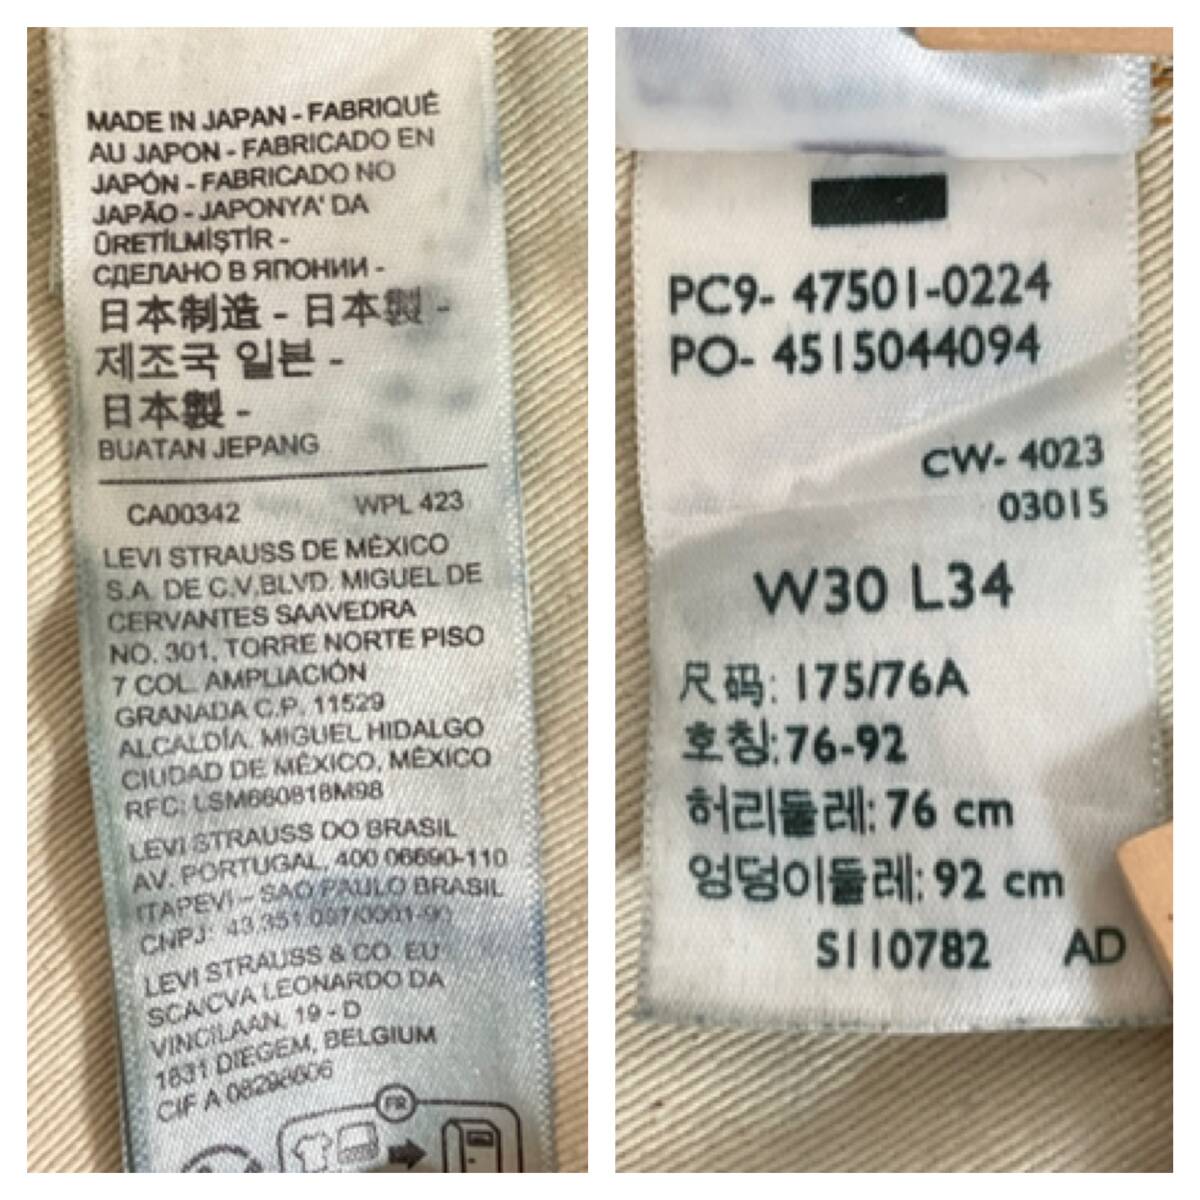 MADE IN JAPAN - FABRIQUÉ
AU JAPON - FABRICADO EN
JAPÓN - FABRICADO NO
JAPÃO - JAPONYA' DA
ÜRETİLMİŞTİR -
СДЕЛАНО В ЯПОНИИ -
日本制造 - 日本製 -
제조국 일본 -
日本製 -
BUATAN JEPANG
CA00342 WPL 423
LEVI STRAUSS DE MÉXICO
S.A. DE C.V.BLVD. MIGUEL DE
CERVANTES SAAVEDRA
NO. 301, TORRE NORTE PISO
7 COL. AMPLIACIÓN
GRANADA C.P. 11529
ALCALDÍA. MIGUEL HIDALGO
CIUDAD DE MÉXICO, MÉXICO
RFC: LSM660818M98
LEVI STRAUSS DO BRASIL
AV. PORTUGAL, 400 06690-110
ITAPEVI – SAO PAULO BRASIL
CNPJ:
LEVI STRAUSS & CO. EU
SCA/CVA LEONARDO DA
VINCILAAN, 19 - D
1831 DIEGEM, BELGIUM
CIF A
FR
PC9- 47501-0224
PO- 4515044094
CW- 4023
03015
W30 L34
尺码: 175/76A
호칭: 76-92
허리둘레: 76 cm
엉덩이둘레: 92 cm
S110782 AD